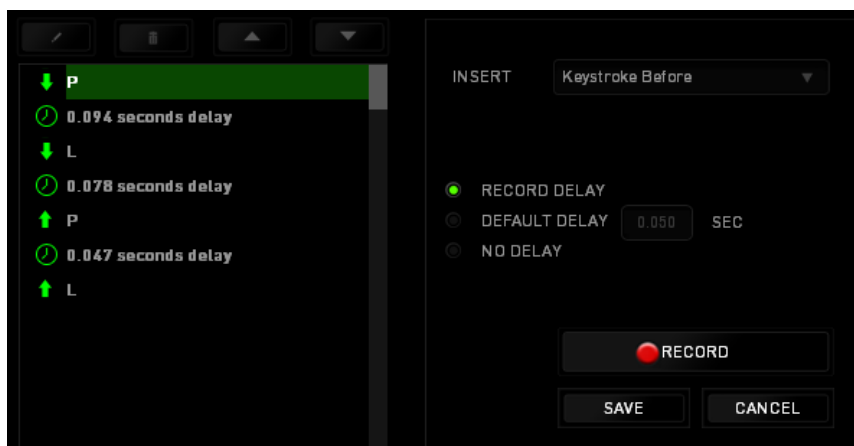 P
0.094 seconds delay
L
0.078 seconds delay
P
0.047 seconds delay
L
INSERT Keystroke Before
RECORD DELAY
DEFAULT DELAY 0.050 SEC
NO DELAY
RECORD
SAVE CANCEL